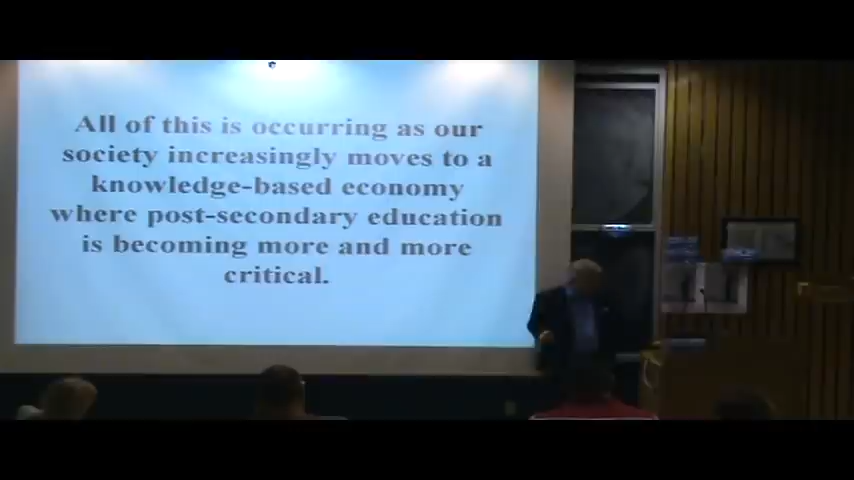 All of this is occurring as our
society increasingly moves to a
knowledge-based economy
where post-secondary education
is becoming more and more
critical.